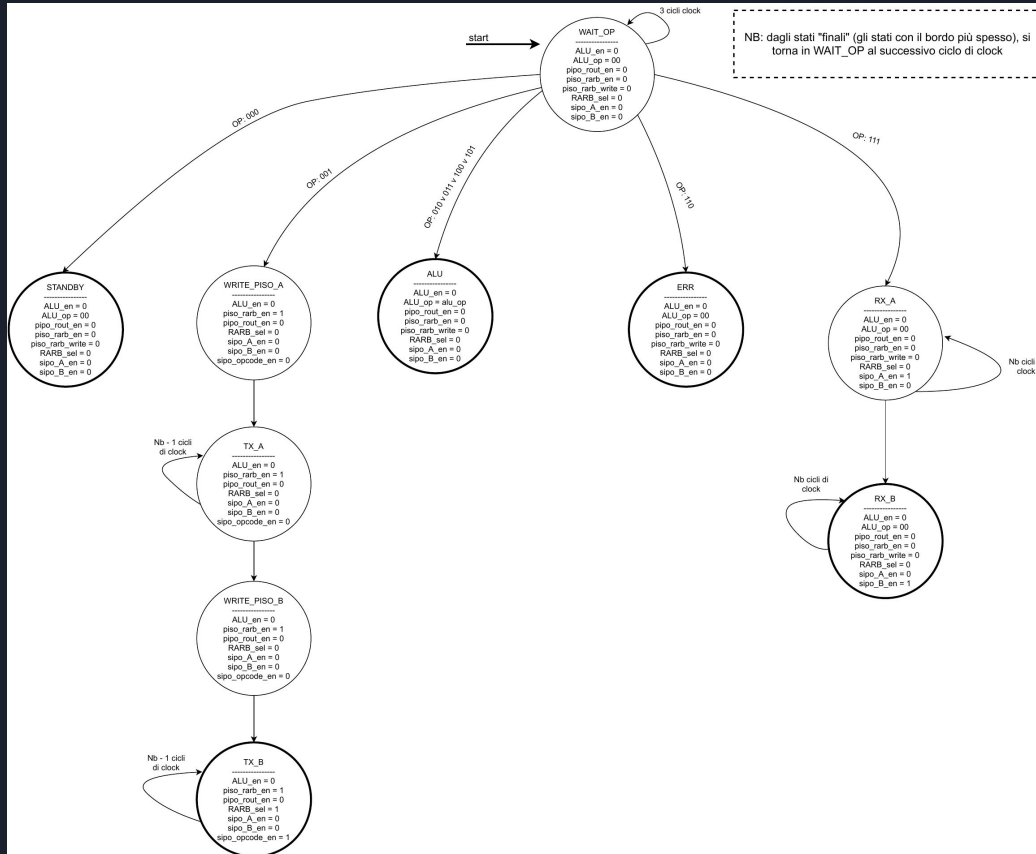 3 cicli clock
start
WAIT_OP
----------------
ALU_en = 0
ALU_op = 00
pipo_rout_en = 0
piso_rarb_en = 0
piso_rarb_write = 0
RARB_sel = 0
sipo_A_en = 0
sipo_B_en = 0
NB: dagli stati "finali" (gli stati con il bordo più spesso), si
torna in WAIT_OP al successivo ciclo di clock
OP: 000
OP: 001
OP: 010 v 011 v 100 v 101
OP: 110
OP: 111
STANDBY
----------------
ALU_en = 0
ALU_op = 00
pipo_rout_en = 0
piso_rarb_en = 0
piso_rarb_write = 0
RARB_sel = 0
sipo_A_en = 0
sipo_B_en = 0
WRITE_PISO_A
----------------
ALU_en = 0
piso_rarb_en = 1
pipo_rout_en = 0
RARB_sel = 0
sipo_A_en = 0
sipo_B_en = 0
sipo_opcode_en = 0
ALU
----------------
ALU_en = 0
ALU_op = alu_op
pipo_rout_en = 0
piso_rarb_en = 0
piso_rarb_write = 0
RARB_sel = 0
sipo_A_en = 0
sipo_B_en = 0
ERR
----------------
ALU_en = 0
ALU_op = 00
pipo_rout_en = 0
piso_rarb_en = 0
piso_rarb_write = 0
RARB_sel = 0
sipo_A_en = 0
sipo_B_en = 0
RX_A
----------------
ALU_en = 0
ALU_op = 00
pipo_rout_en = 0
piso_rarb_en = 0
piso_rarb_write = 0
RARB_sel = 0
sipo_A_en = 1
sipo_B_en = 0
Nb cicli
clock
Nb - 1 cicli
di clock
TX_A
----------------
ALU_en = 0
piso_rarb_en = 1
pipo_rout_en = 0
RARB_sel = 0
sipo_A_en = 0
sipo_B_en = 0
sipo_opcode_en = 0
Nb cicli di
clock
RX_B
----------------
ALU_en = 0
ALU_op = 00
pipo_rout_en = 0
piso_rarb_en = 0
piso_rarb_write = 0
RARB_sel = 0
sipo_A_en = 0
sipo_B_en = 1
WRITE_PISO_B
----------------
ALU_en = 0
piso_rarb_en = 1
pipo_rout_en = 0
RARB_sel = 0
sipo_A_en = 0
sipo_B_en = 0
sipo_opcode_en = 0
Nb - 1 cicli
di clock
TX_B
----------------
ALU_en = 0
piso_rarb_en = 1
pipo_rout_en = 0
RARB_sel = 1
sipo_A_en = 0
sipo_B_en = 0
sipo_opcode_en = 1